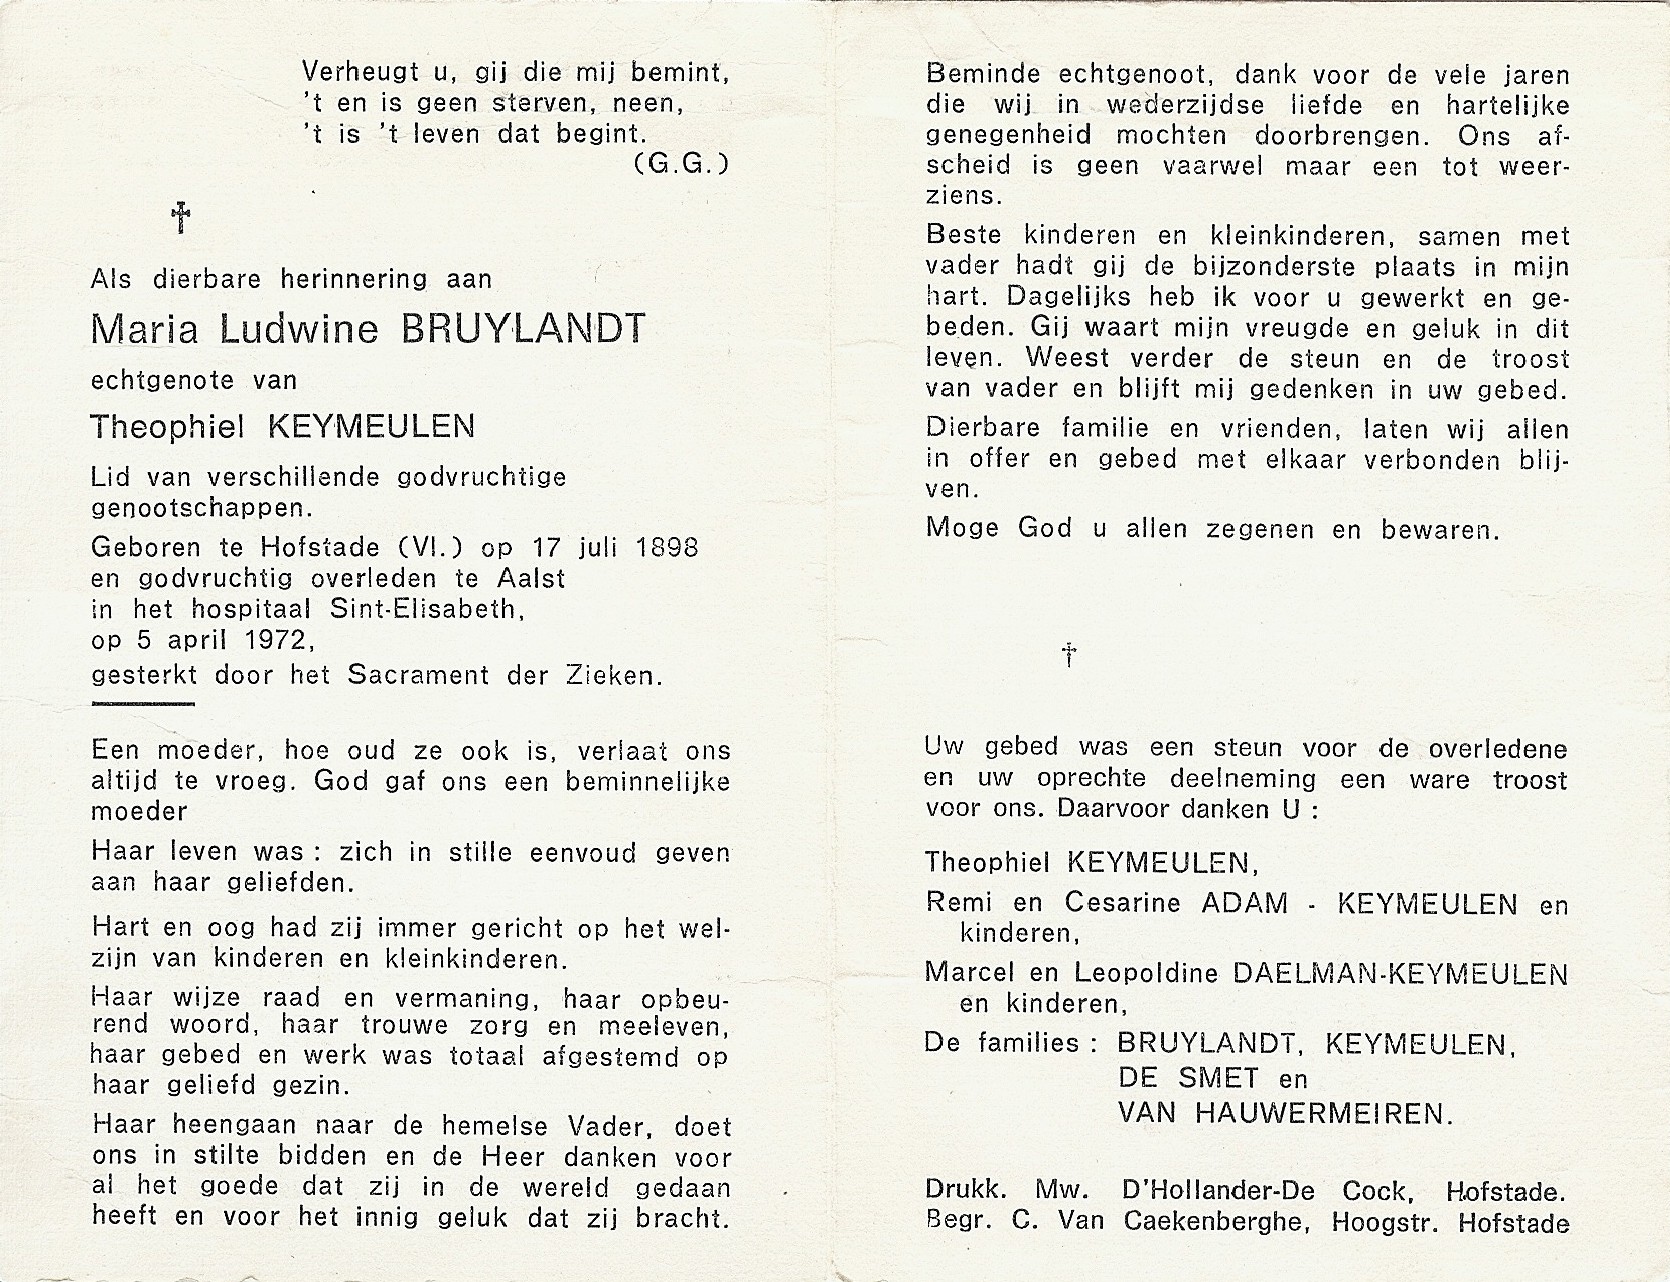 Verheugt u, gij die mij bemint,
't en is geen sterven, neen,
't is 't leven dat begint.
(G.G.)
Als dierbare herinnering aan
Maria Ludwine BRUYLANDT
echtgenote van
Theophiel KEYMEULEN
Lid van verschillende godvruchtige
genootschappen.
Geboren te Hofstade (Vl.) op 17 juli 1898
en godvruchtig overleden te Aalst
in het hospitaal Sint-Elisabeth,
op 5 april 1972,
gesterkt door het Sacrament der Zieken.
Een moeder, hoe oud ze ook is, verlaat ons
altijd te vroeg. God gaf ons een beminnelijke
moeder
Haar leven was : zich in stille eenvoud geven
aan haar geliefden.
Hart en oog had zij immer gericht op het wel-
zijn van kinderen en kleinkinderen.
Haar wijze raad en vermaning, haar opbeu-
rend woord, haar trouwe zorg en meeleven,
haar gebed en werk was totaal afgestemd op
haar geliefd gezin.
Haar heengaan naar de hemelse Vader, doet
ons in stilte bidden en de Heer danken voor
al het goede dat zij in de wereld gedaan
heeft en voor het innig geluk dat zij bracht.
Beminde echtgenoot, dank voor de vele jaren
die wij in wederzijdse liefde en hartelijke
genegenheid mochten doorbrengen. Ons af-
scheid is geen vaarwel maar een tot weer-
ziens.
Beste kinderen en kleinkinderen, samen met
vader hadt gij de bijzonderste plaats in mijn
hart. Dagelijks heb ik voor u gewerkt en ge-
beden. Gij waart mijn vreugde en geluk in dit
leven. Weest verder de steun en de troost
van vader en blijft mij gedenken in uw gebed.
Dierbare familie en vrienden, laten wij allen
in offer en gebed met elkaar verbonden blij-
ven.
Moge God u allen zegenen en bewaren.
Uw gebed was een steun voor de overledene
en uw oprechte deelneming een ware troost
voor ons. Daarvoor danken U :
Theophiel KEYMEULEN,
Remi en Cesarine ADAM - KEYMEULEN en
kinderen,
Marcel en Leopoldine DAELMAN-KEYMEULEN
en kinderen,
De families : BRUYLANDT, KEYMEULEN,
DE SMET en
VAN HAUWERMEIREN.
Drukk. Mw. D'Hollander-De Cock, Hofstade.
Begr. C. Van Caekenberghe, Hoogstr. Hofstade